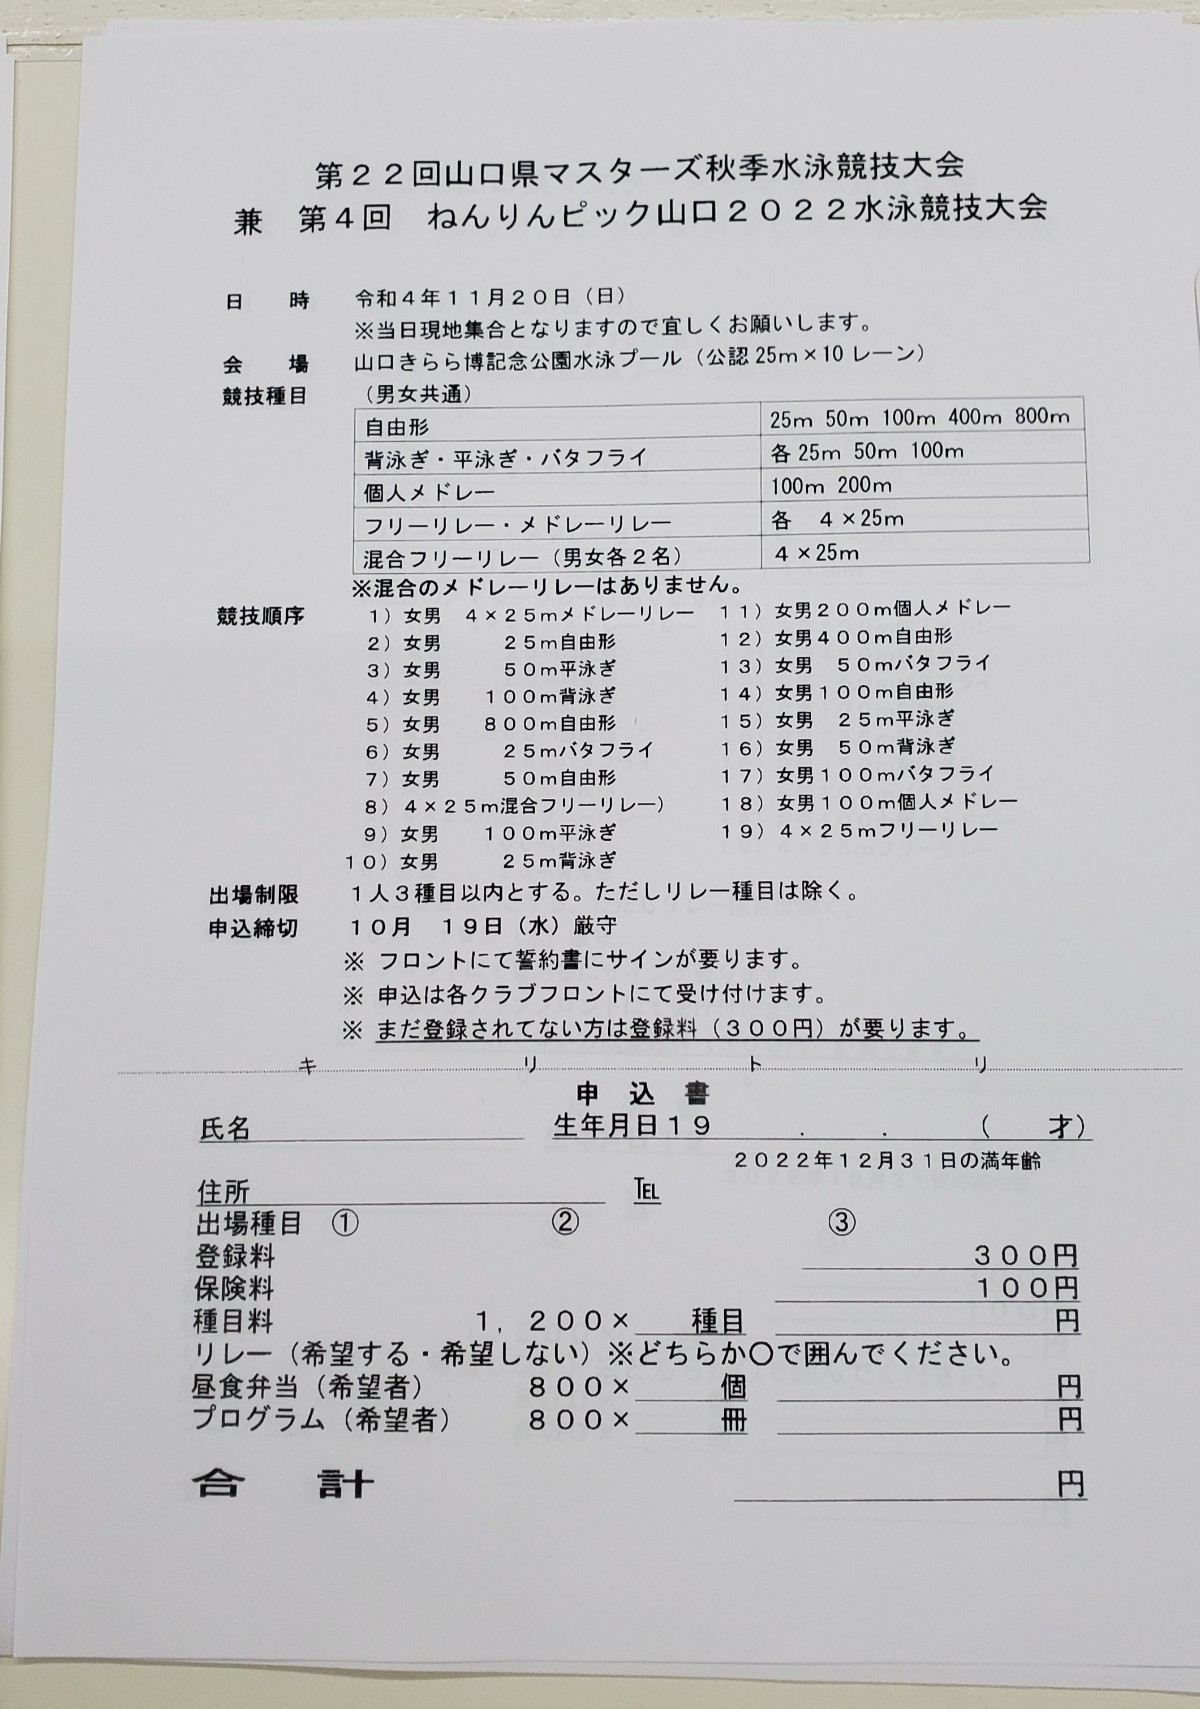 第２２回山口県マスターズ秋季水泳競技大会
兼　第４回　ねんりんピック山口２０２２水泳競技大会
日　　時　　令和４年１１月２０日（日）
※当日現地集合となりますので宜しくお願いします。
会　　場　　山口きらら博記念公園水泳プール（公認25ｍ×10レーン）
競技種目　　（男女共通）
自由形　25ｍ 50ｍ 100ｍ 400ｍ 800ｍ
背泳ぎ・平泳ぎ・バタフライ　各25ｍ 50ｍ 100ｍ
個人メドレー　100ｍ 200ｍ
フリーリレー・メドレーリレー　各　４×25ｍ
混合フリーリレー（男女各２名）　４×25ｍ
※混合のメドレーリレーはありません。
競技順序　　１）女男　４×２５ｍメドレーリレー　１１）女男２００ｍ個人メドレー
２）女男　　　２５ｍ自由形　　１２）女男４００ｍ自由形
３）女男　　　５０ｍ平泳ぎ　　１３）女男　５０ｍバタフライ
４）女男　　１００ｍ背泳ぎ　　１４）女男１００ｍ自由形
５）女男　　８００ｍ自由形　　１５）女男　２５ｍ平泳ぎ
６）女男　　　２５ｍバタフライ　　１６）女男　５０ｍ背泳ぎ
７）女男　　　５０ｍ自由形　　１７）女男１００ｍバタフライ
８）４×２５ｍ混合フリーリレー）　　１８）女男１００ｍ個人メドレー
９）女男　　１００ｍ平泳ぎ　　１９）４×２５ｍフリーリレー
１０）女男　　　２５ｍ背泳ぎ
出場制限　　１人３種目以内とする。ただしリレー種目は除く。
申込締切　　１０月　１９日（水）厳守
※ フロントにて誓約書にサインが要ります。
※ 申込は各クラブフロントにて受け付けます。
※ まだ登録されてない方は登録料（３００円）が要ります。
キ　リ　ト　リ
申　込　書
氏名　　生年月日１９　　．　　．　　（　　才）
２０２２年１２月３１日の満年齢
住所　　℡
出場種目　①　　②　　③
登録料　　３００円
保険料　　１００円
種目料　　１，２００×　　種目　　円
リレー（希望する・希望しない）※どちらか〇で囲んでください。
昼食弁当（希望者）　　８００×　　個　　円
プログラム（希望者）　　８００×　　冊　　円
合　計　　円